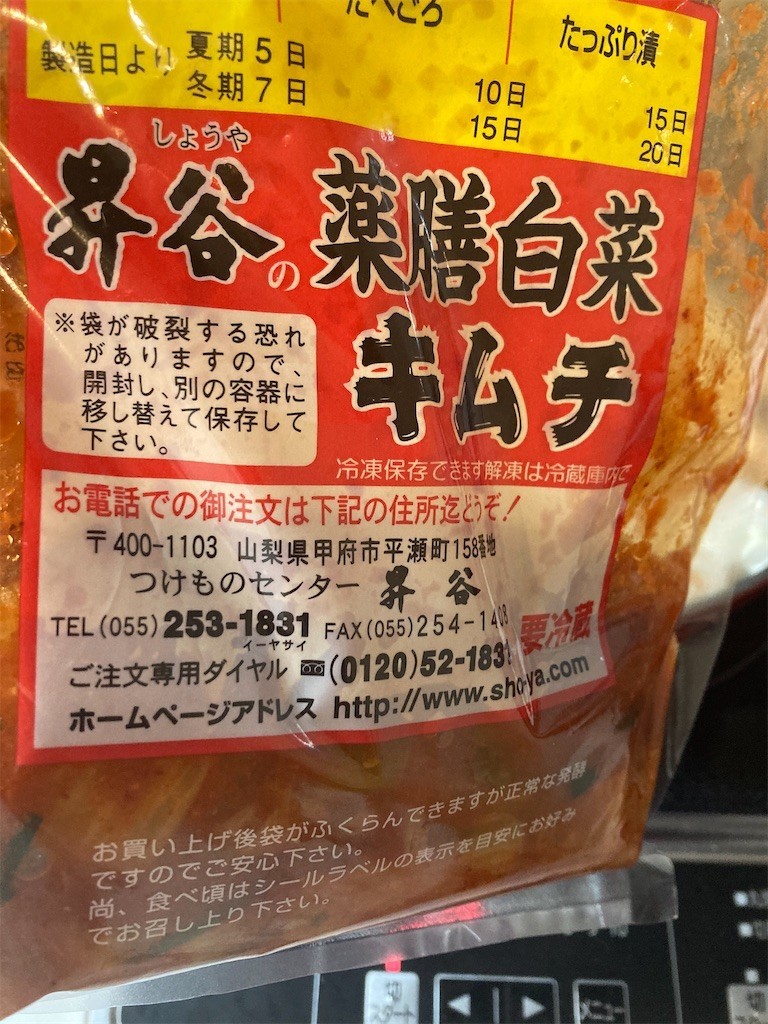 たべごろ
たっぷり漬
製造日より 夏期5日 10日 15日
冬期7日 15日 20日
しょうや
昇谷の薬膳白菜
キムチ
※袋が破裂する恐れ
がありますので、
開封し、別の容器に
移し替えて保存して
下さい。
冷凍保存できます解凍は冷蔵庫内で
お電話での御注文は下記の住所迄どうぞ!
〒400-1103 山梨県甲府市平瀬町158番地
つけものセンター 昇谷
TEL(055)253-1831 FAX(055)254-1408
イーヤサイ
要冷蔵
ご注文専用ダイヤル (0120)52-1831
ホームページアドレス http://www.sho-ya.com
お買い上げ後袋がふくらんできますが正常な発酵
ですのでご安心下さい。
尚、食べ頃はシールラベルの表示を目安にお好み
でお召し上り下さい。
切
スタート
メニュー